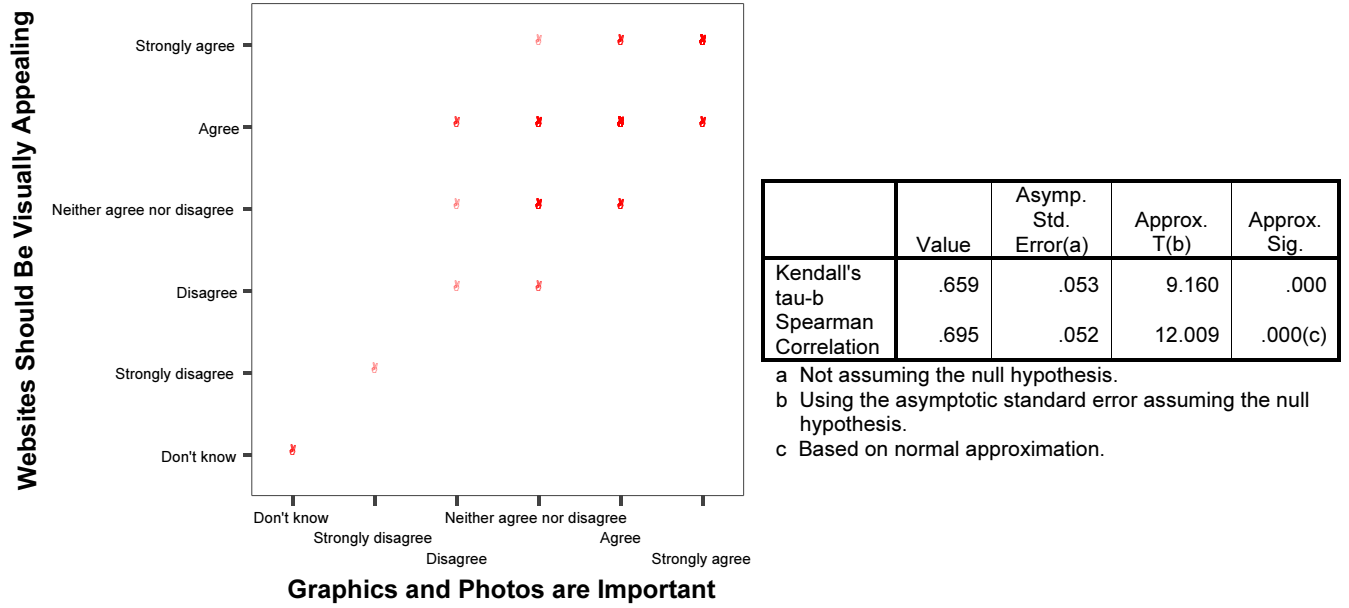 Websites Should Be Visually Appealing
Strongly agree
Agree
Neither agree nor disagree
Disagree
Strongly disagree
Don't know
Don't know
Strongly disagree
Disagree
Neither agree nor disagree
Agree
Strongly agree
Graphics and Photos are Important
Value
Asymp.
Std.
Error(a)
Approx.
T(b)
Approx.
Sig.
Kendall's
tau-b
.659
.053
9.160
.000
Spearman
Correlation
.695
.052
12.009
.000(c)
a Not assuming the null hypothesis.
b Using the asymptotic standard error assuming the null
hypothesis.
c Based on normal approximation.